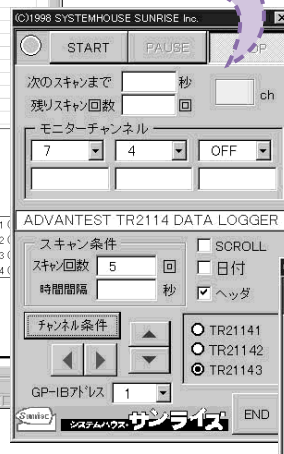 (C)1998 SYSTEMHOUSE SUNRISE Inc.
START PAUSE OP
次のスキャンまで 秒
残りスキャン回数 回
ch
モニターチャンネル
7 4 OFF
ADVANTEST TR2114 DATA LOGGER
スキャン条件
スキャン回数 5 回
時間間隔 秒
SCROLL
日付
ヘッダ
チャンネル条件
TR21141
TR21142
TR21143
GP-IBアドレス 1
Sunrise システムハウス サンライズ
END